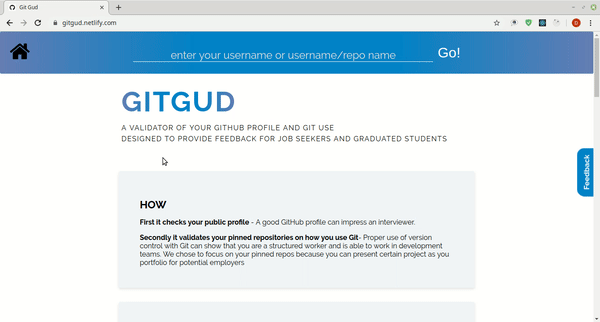 Git Gud
gitgud.netlify.com
D
enter your username or username/repo name
Go!
GITGUD
A VALIDATOR OF YOUR GITHUB PROFILE AND GIT USE
DESIGNED TO PROVIDE FEEDBACK FOR JOB SEEKERS AND GRADUATED STUDENTS
Feedback
HOW
First it checks your public profile - A good GitHub profile can impress an interviewer.
Secondly it validates your pinned repositories on how you use Git- Proper use of version
control with Git can show that you are a structured worker and is able to work in development
teams. We chose to focus on your pinned repos because you can present certain project as you
portfolio for potential employers